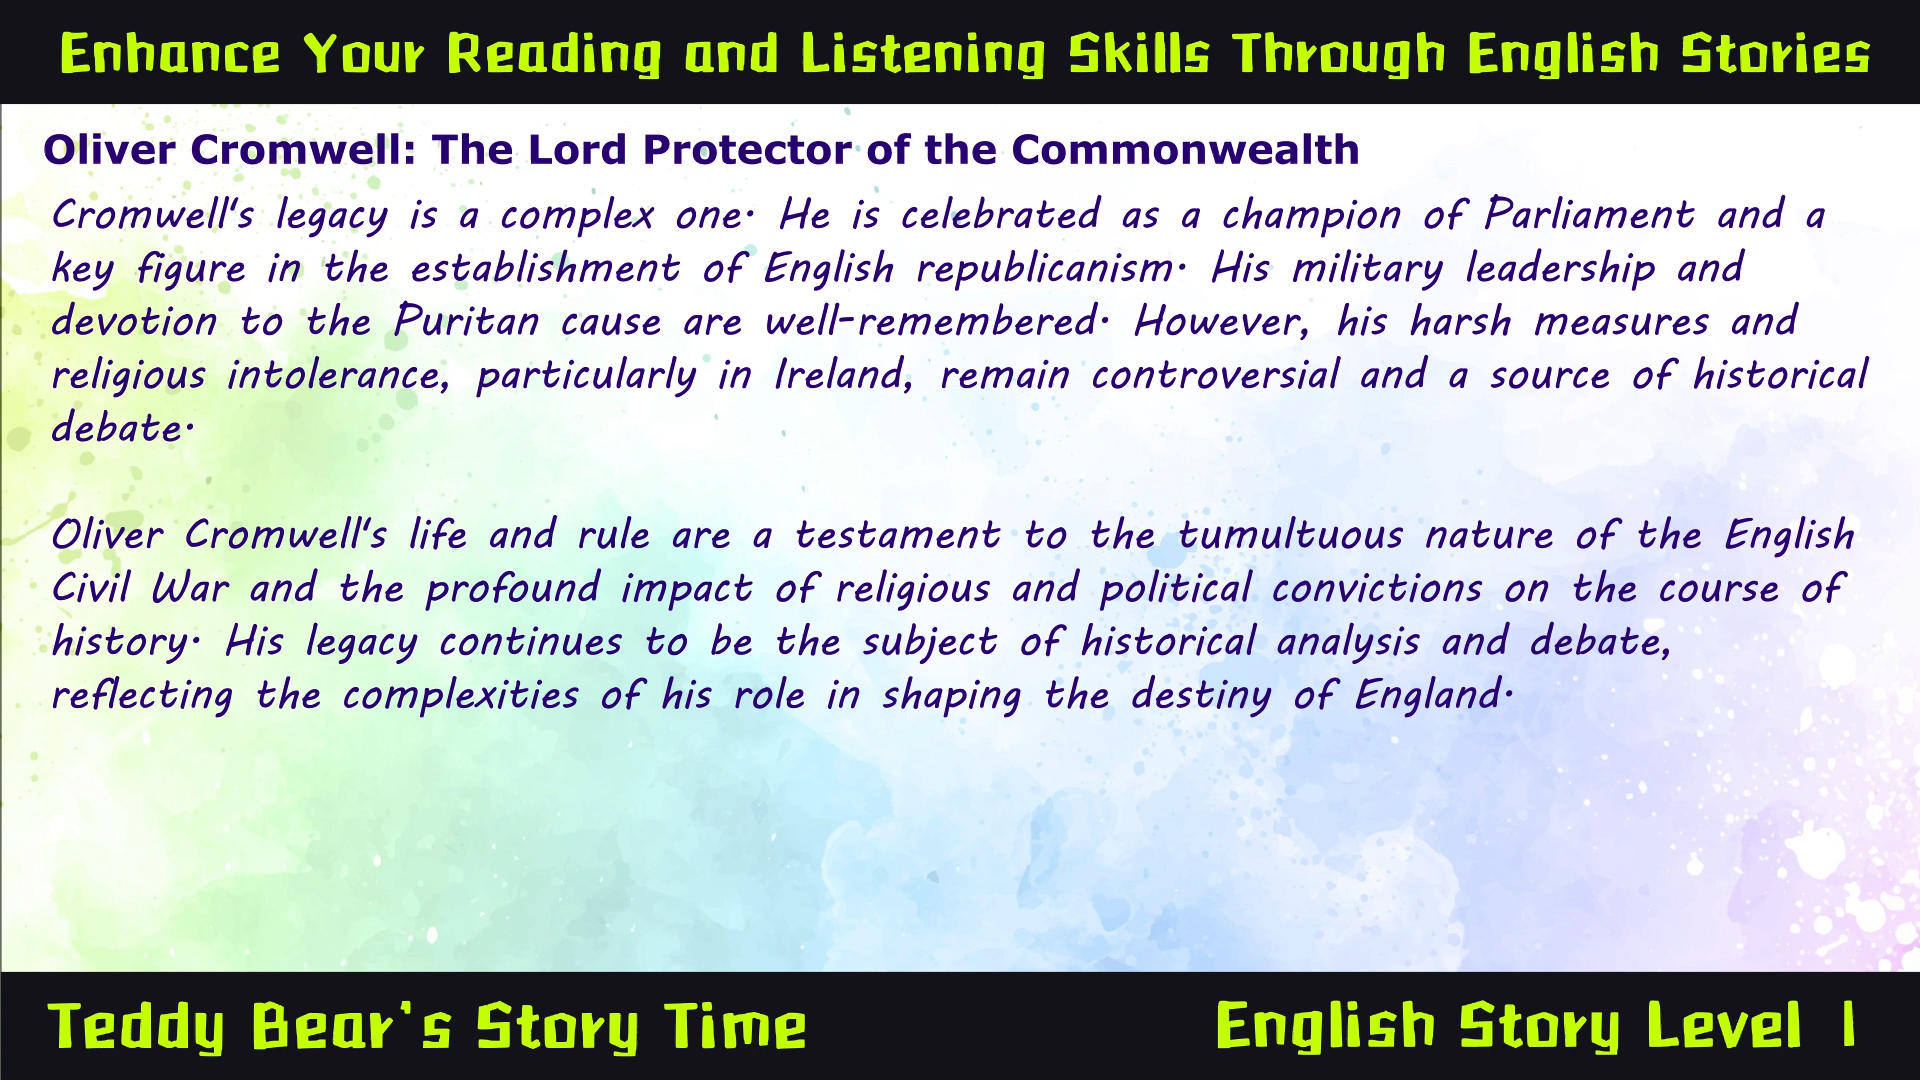 Enhance Your Reading and Listening Skills Through English Stories
Oliver Cromwell: The Lord Protector of the Commonwealth
Cromwell's legacy is a complex one. He is celebrated as a champion of Parliament and a
key figure in the establishment of English republicanism. His military leadership and
devotion to the Puritan cause are well-remembered. However, his harsh measures and
religious intolerance, particularly in Ireland, remain controversial and a source of historical
debate.
Oliver Cromwell's life and rule are a testament to the tumultuous nature of the English
Civil War and the profound impact of religious and political convictions on the course of
history. His legacy continues to be the subject of historical analysis and debate,
reflecting the complexities of his role in shaping the destiny of England.
Teddy Bear's Story Time
English Story Level 1